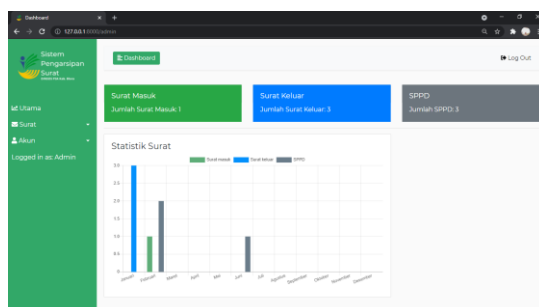 Dashboard
127.0.0.1:8000/admin
Sistem
Pengarsipan
Surat
Dashboard
Log Out
Surat Masuk
Jumlah Surat Masuk: 1
Surat Keluar
Jumlah Surat Keluar: 3
SPPD
Jumlah SPPD: 3
Utama
Surat
Akun
Logged in as: Admin
Statistik Surat
Surat masuk
Surat keluar
SPPD
3.0
2.5
2.0
1.5
1.0
0.5
0
Januari
Februari
Maret
April
Mei
Juni
Juli
Agustus
September
Oktober
November
Desember